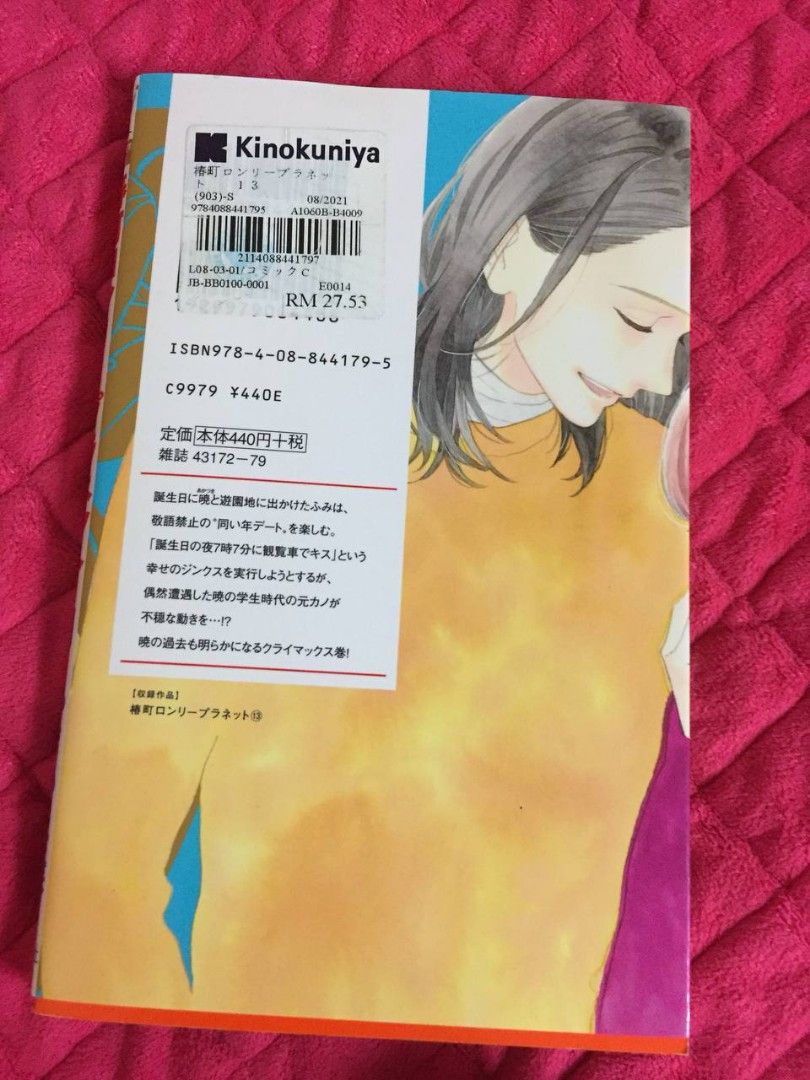 Kinokuniya
椿町ロンリープラネッ
ト 13
(903)-S 08/2021
9784088441795 A1060B-B4009
2114088441797
L08-03-01/コミックC
JB-BB0100-0001 E0014
RM 27.53
ISBN978-4-08-844179-5
C9979 ¥440E
定価 本体440円+税
雑誌 43172-79
誕生日に暁と遊園地に出かけたふみは、
敬語禁止の"同い年デート"を楽しむ。
「誕生日の夜7時7分に観覧車でキス」という
幸せのジンクスを実行しようとするが、
偶然遭遇した暁の学生時代の元カノが
不穏な動きを…!?
暁の過去も明らかになるクライマックス巻!
【収録作品】
椿町ロンリープラネット⑬